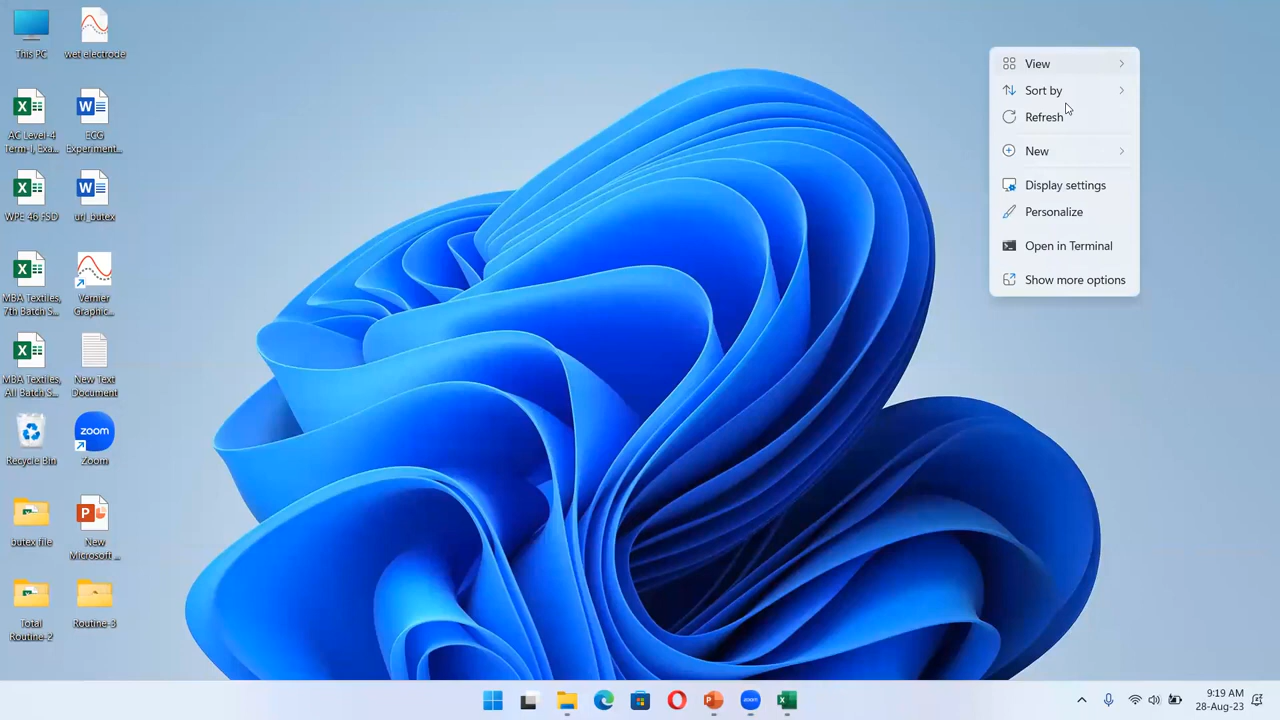 This PC
wet electrode
AC Level-4
Term-I, Exa...
ECG
Experiment...
WPE 46 FSD
url_butex
MBA Textiles,
7th Batch S...
Vernier
Graphic...
MBA Textiles,
All Batch S...
New Text
Document
Recycle Bin
zoom
Zoom
butex file
New
Microsoft ...
Total
Routine-2
Routine-3
View
Sort by
Refresh
New
Display settings
Personalize
Open in Terminal
Show more options
zoom
9:19 AM
28-Aug-23